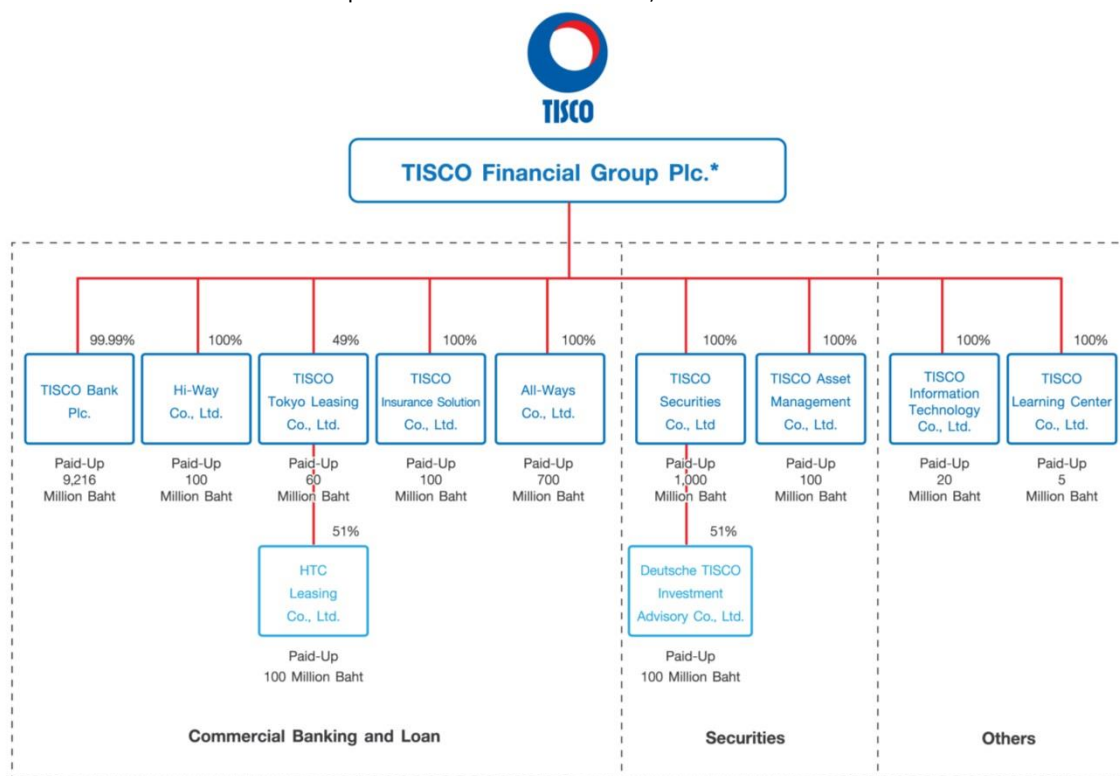 TISCO
TISCO Financial Group Plc.*
99.99%
TISCO Bank
Plc.
Paid-Up
9,216
Million Baht
100%
Hi-Way
Co., Ltd.
Paid-Up
100
Million Baht
49%
TISCO
Tokyo Leasing
Co., Ltd.
Paid-Up
60
Million Baht
51%
HTC
Leasing
Co., Ltd.
Paid-Up
100 Million Baht
100%
TISCO
Insurance Solution
Co., Ltd.
Paid-Up
100
Million Baht
100%
All-Ways
Co., Ltd.
Paid-Up
700
Million Baht
Commercial Banking and Loan
100%
TISCO
Securities
Co., Ltd
Paid-Up
1,000
Million Baht
51%
Deutsche TISCO
Investment
Advisory Co., Ltd.
Paid-Up
100 Million Baht
100%
TISCO Asset
Management
Co., Ltd.
Paid-Up
100
Million Baht
Securities
100%
TISCO
Information
Technology
Co., Ltd.
Paid-Up
20
Million Baht
100%
TISCO
Learning Center
Co., Ltd.
Paid-Up
5
Million Baht
Others